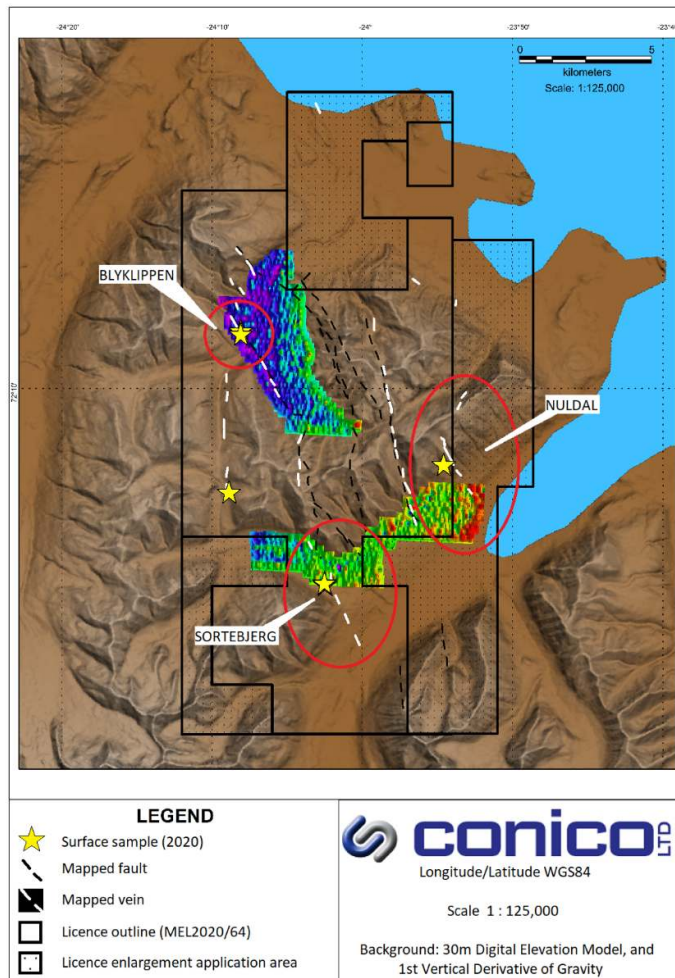 -24°20' -24°10' -24° -23°50' -23°4
0 5
kilometers
Scale: 1:125,000
BLYKLIPPEN
72°10'
NULDAL
SORTEBJERG
LEGEND
Surface sample (2020)
Mapped fault
Mapped vein
Licence outline (MEL2020/64)
Licence enlargement application area
conico LTD
Longitude/Latitude WGS84
Scale 1 : 125,000
Background: 30m Digital Elevation Model, and
1st Vertical Derivative of Gravity